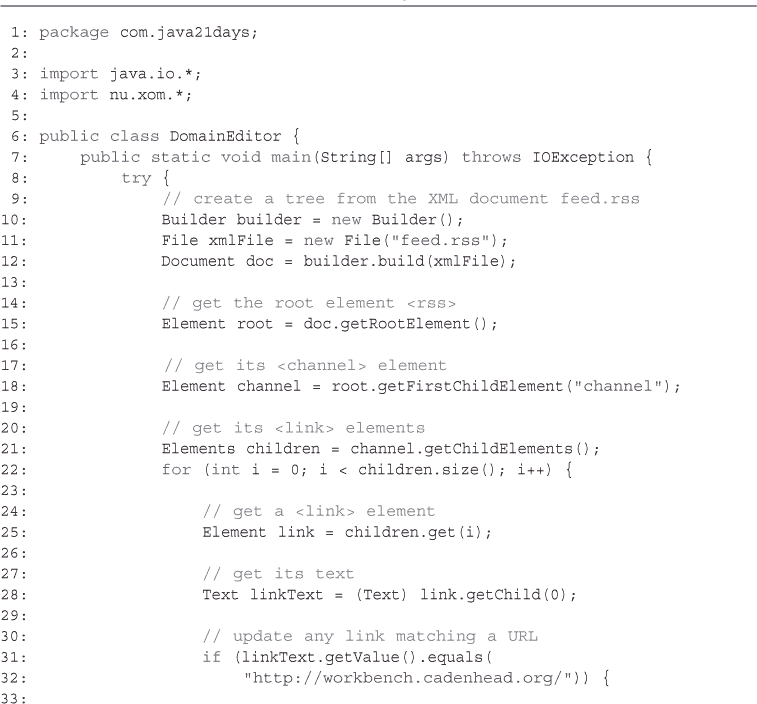 1: package com.java21days;
2:
3: import java.io.*;
4: import nu.xom.*;
5:
6: public class DomainEditor {
7:     public static void main(String[] args) throws IOException {
8:         try {
9:             // create a tree from the XML document feed.rss
10:             Builder builder = new Builder();
11:             File xmlFile = new File("feed.rss");
12:             Document doc = builder.build(xmlFile);
13:
14:             // get the root element <rss>
15:             Element root = doc.getRootElement();
16:
17:             // get its <channel> element
18:             Element channel = root.getFirstChildElement("channel");
19:
20:             // get its <link> elements
21:             Elements children = channel.getChildElements();
22:             for (int i = 0; i < children.size(); i++) {
23:
24:                 // get a <link> element
25:                 Element link = children.get(i);
26:
27:                 // get its text
28:                 Text linkText = (Text) link.getChild(0);
29:
30:                 // update any link matching a URL
31:                 if (linkText.getValue().equals(
32:                     "http://workbench.cadenhead.org/")) {
33: